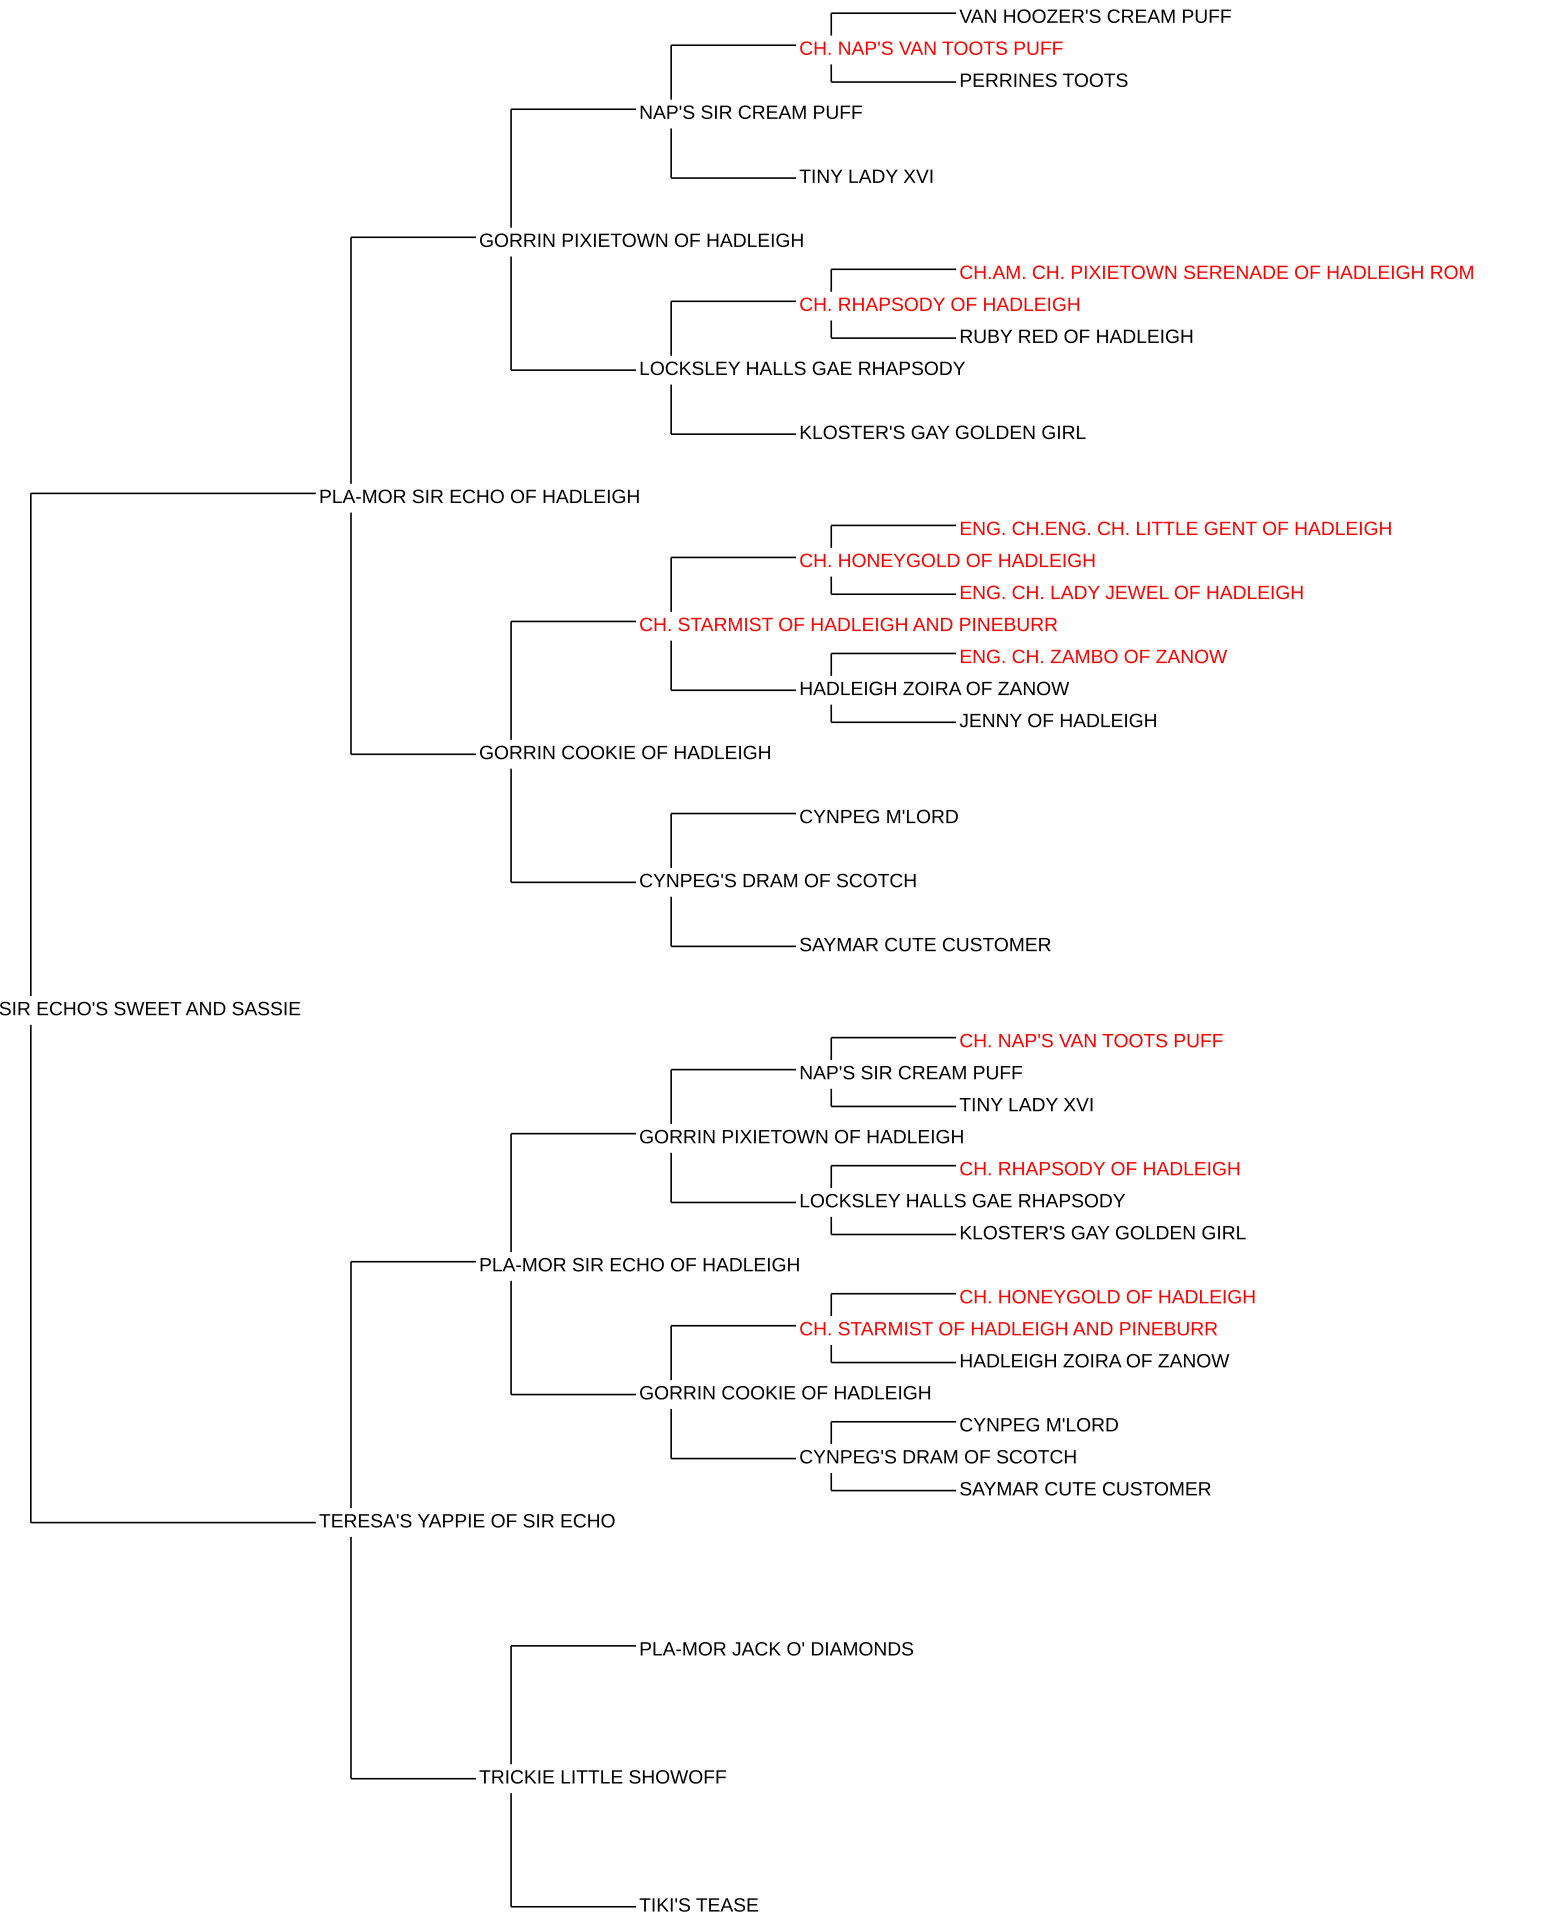 VAN HOOZER'S CREAM PUFF
CH. NAP'S VAN TOOTS PUFF
PERRINES TOOTS
NAP'S SIR CREAM PUFF
TINY LADY XVI
GORRIN PIXIETOWN OF HADLEIGH
CH.AM. CH. PIXIETOWN SERENADE OF HADLEIGH ROM
CH. RHAPSODY OF HADLEIGH
RUBY RED OF HADLEIGH
LOCKSLEY HALLS GAE RHAPSODY
KLOSTER'S GAY GOLDEN GIRL
PLA-MOR SIR ECHO OF HADLEIGH
ENG. CH.ENG. CH. LITTLE GENT OF HADLEIGH
CH. HONEYGOLD OF HADLEIGH
ENG. CH. LADY JEWEL OF HADLEIGH
CH. STARMIST OF HADLEIGH AND PINEBURR
ENG. CH. ZAMBO OF ZANOW
HADLEIGH ZOIRA OF ZANOW
JENNY OF HADLEIGH
GORRIN COOKIE OF HADLEIGH
CYNPEG M'LORD
CYNPEG'S DRAM OF SCOTCH
SAYMAR CUTE CUSTOMER
SIR ECHO'S SWEET AND SASSIE
CH. NAP'S VAN TOOTS PUFF
NAP'S SIR CREAM PUFF
TINY LADY XVI
GORRIN PIXIETOWN OF HADLEIGH
CH. RHAPSODY OF HADLEIGH
LOCKSLEY HALLS GAE RHAPSODY
KLOSTER'S GAY GOLDEN GIRL
PLA-MOR SIR ECHO OF HADLEIGH
CH. HONEYGOLD OF HADLEIGH
CH. STARMIST OF HADLEIGH AND PINEBURR
HADLEIGH ZOIRA OF ZANOW
GORRIN COOKIE OF HADLEIGH
CYNPEG M'LORD
CYNPEG'S DRAM OF SCOTCH
SAYMAR CUTE CUSTOMER
TERESA'S YAPPIE OF SIR ECHO
PLA-MOR JACK O' DIAMONDS
TRICKIE LITTLE SHOWOFF
TIKI'S TEASE